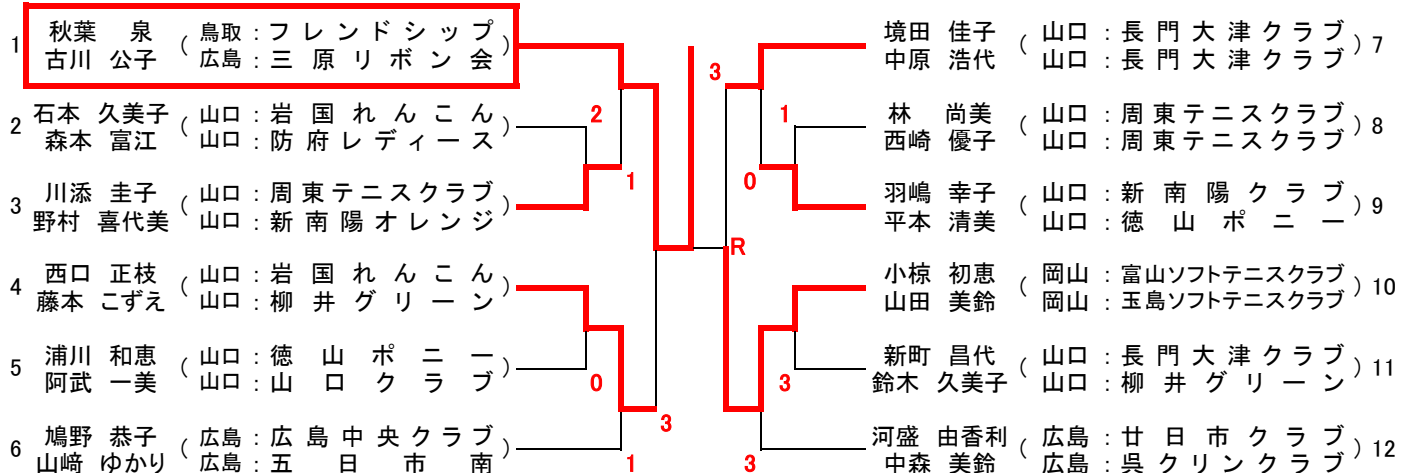 1 秋葉 泉 ( 鳥取 : フレンドシップ )
古川 公子 広島 : 三原リボン会
2 石本 久美子 ( 山口 : 岩国れんこん )
森本 富江 山口 : 防府レディース
3 川添 圭子 ( 山口 : 周東テニスクラブ )
野村 喜代美 山口 : 新南陽オレンジ
4 西口 正枝 ( 山口 : 岩国れんこん )
藤本 こずえ 山口 : 柳井グリーン
5 浦川 和恵 ( 山口 : 徳山ポニー )
阿武 一美 山口 : 山口クラブ
6 鳩野 恭子 ( 広島 : 広島中央クラブ )
山﨑 ゆかり 広島 : 五日市南
2
1
0
3
1
3
1
0
R
3
3
境田 佳子 ( 山口 : 長門大津クラブ ) 7
中原 浩代 山口 : 長門大津クラブ
林 尚美 ( 山口 : 周東テニスクラブ ) 8
西崎 優子 山口 : 周東テニスクラブ
羽嶋 幸子 ( 山口 : 新南陽クラブ ) 9
平本 清美 山口 : 徳山ポニー
小椋 初恵 ( 岡山 : 富山ソフトテニスクラブ ) 10
山田 美鈴 岡山 : 玉島ソフトテニスクラブ
新町 昌代 ( 山口 : 長門大津クラブ ) 11
鈴木 久美子 山口 : 柳井グリーン
河盛 由香利 ( 広島 : 廿日市クラブ ) 12
中森 美鈴 広島 : 呉クリンクラブ